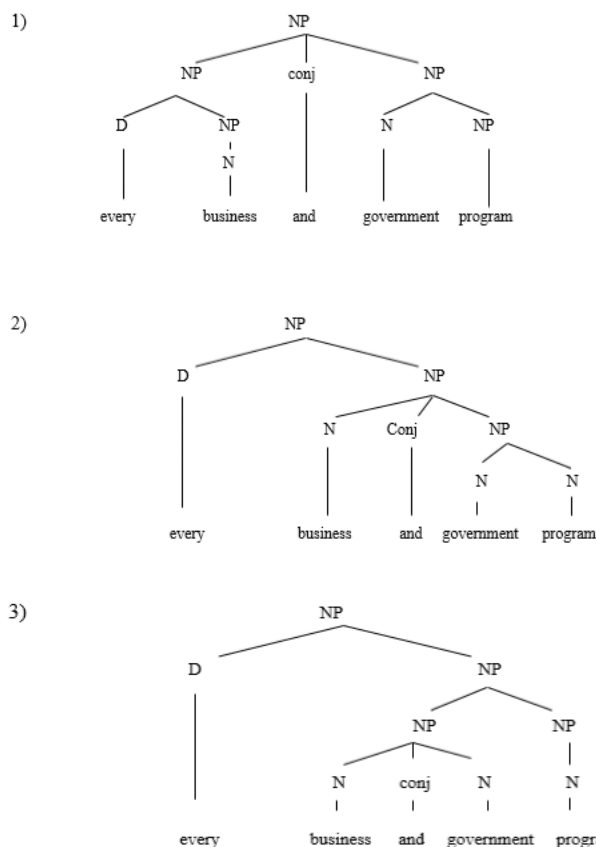 1)
NP
NP conj NP
D NP N NP
N
every business and government program
2)
NP
D NP
N Conj NP
N N
every business and government program
3)
NP
D NP
NP NP
N conj N N
every business and government progr